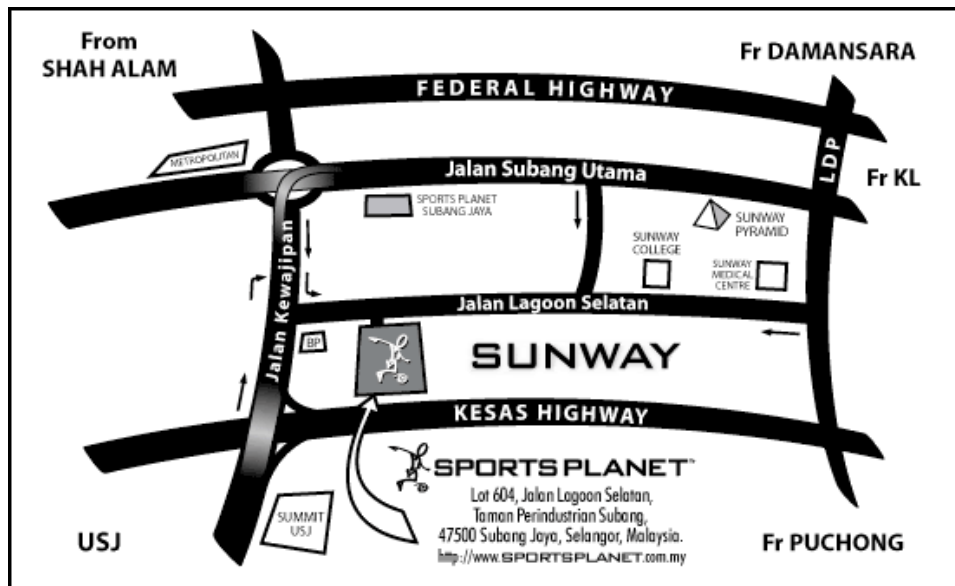 From
SHAH ALAM
Fr DAMANSARA
FEDERAL HIGHWAY
LDP
METROPOLITAN
Jalan Subang Utama
Fr KL
SPORTS PLANET
SUBANG JAYA
SUNWAY
PYRAMID
SUNWAY
COLLEGE
SUNWAY
MEDICAL
CENTRE
Jalan Kewajipan
Jalan Lagoon Selatan
BP
SUNWAY
KESAS HIGHWAY
SPORTSPLANET™
Lot 604, Jalan Lagoon Selatan,
Taman Perindustrian Subang,
47500 Subang Jaya, Selangor, Malaysia.
http://www.SPORTSPLANET.com.my
SUMMIT
USJ
USJ
Fr PUCHONG